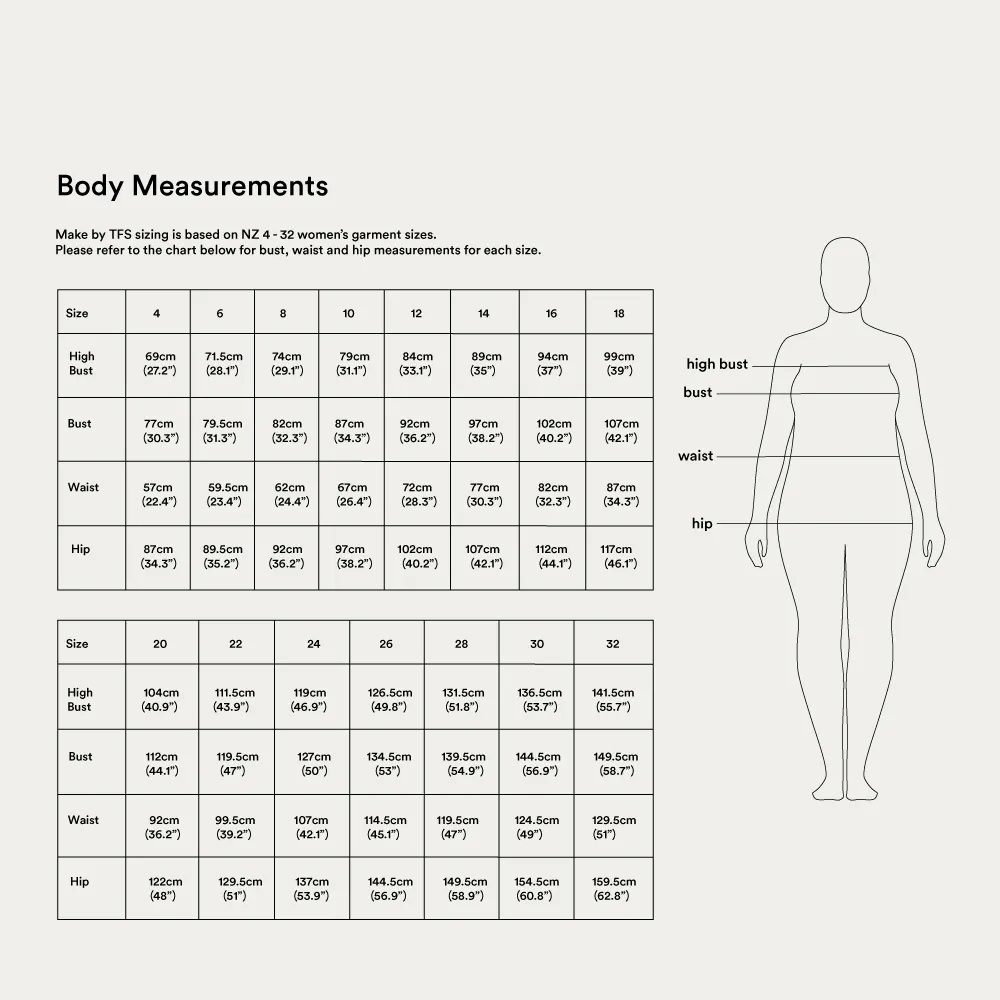 Body Measurements
Make by TFS sizing is based on NZ 4 - 32 women’s garment sizes.
Please refer to the chart below for bust, waist and hip measurements for each size.
Size 4 6 8 10 12 14 16 18
High 69cm 71.5cm 74cm 79cm 84cm 89cm 94cm 99cm
Bust (27.2”) (28.1”) (29.1”) (31.1”) (33.1”) (35”) (37”) (39”)
Bust 77cm 79.5cm 82cm 87cm 92cm 97cm 102cm 107cm
(30.3”) (31.3”) (32.3”) (34.3”) (36.2”) (38.2”) (40.2”) (42.1”)
Waist 57cm 59.5cm 62cm 67cm 72cm 77cm 82cm 87cm
(22.4”) (23.4”) (24.4”) (26.4”) (28.3”) (30.3”) (32.3”) (34.3”)
Hip 87cm 89.5cm 92cm 97cm 102cm 107cm 112cm 117cm
(34.3”) (35.2”) (36.2”) (38.2”) (40.2”) (42.1”) (44.1”) (46.1”)
Size 20 22 24 26 28 30 32
High 104cm 111.5cm 119cm 126.5cm 131.5cm 136.5cm 141.5cm
Bust (40.9”) (43.9”) (46.9”) (49.8”) (51.8”) (53.7”) (55.7”)
Bust 112cm 119.5cm 127cm 134.5cm 139.5cm 144.5cm 149.5cm
(44.1”) (47”) (50”) (53”) (54.9”) (56.9”) (58.7”)
Waist 92cm 99.5cm 107cm 114.5cm 119.5cm 124.5cm 129.5cm
(36.2”) (39.2”) (42.1”) (45.1”) (47”) (49”) (51”)
Hip 122cm 129.5cm 137cm 144.5cm 149.5cm 154.5cm 159.5cm
(48”) (51”) (53.9”) (56.9”) (58.9”) (60.8”) (62.8”)
high bust
bust
waist
hip